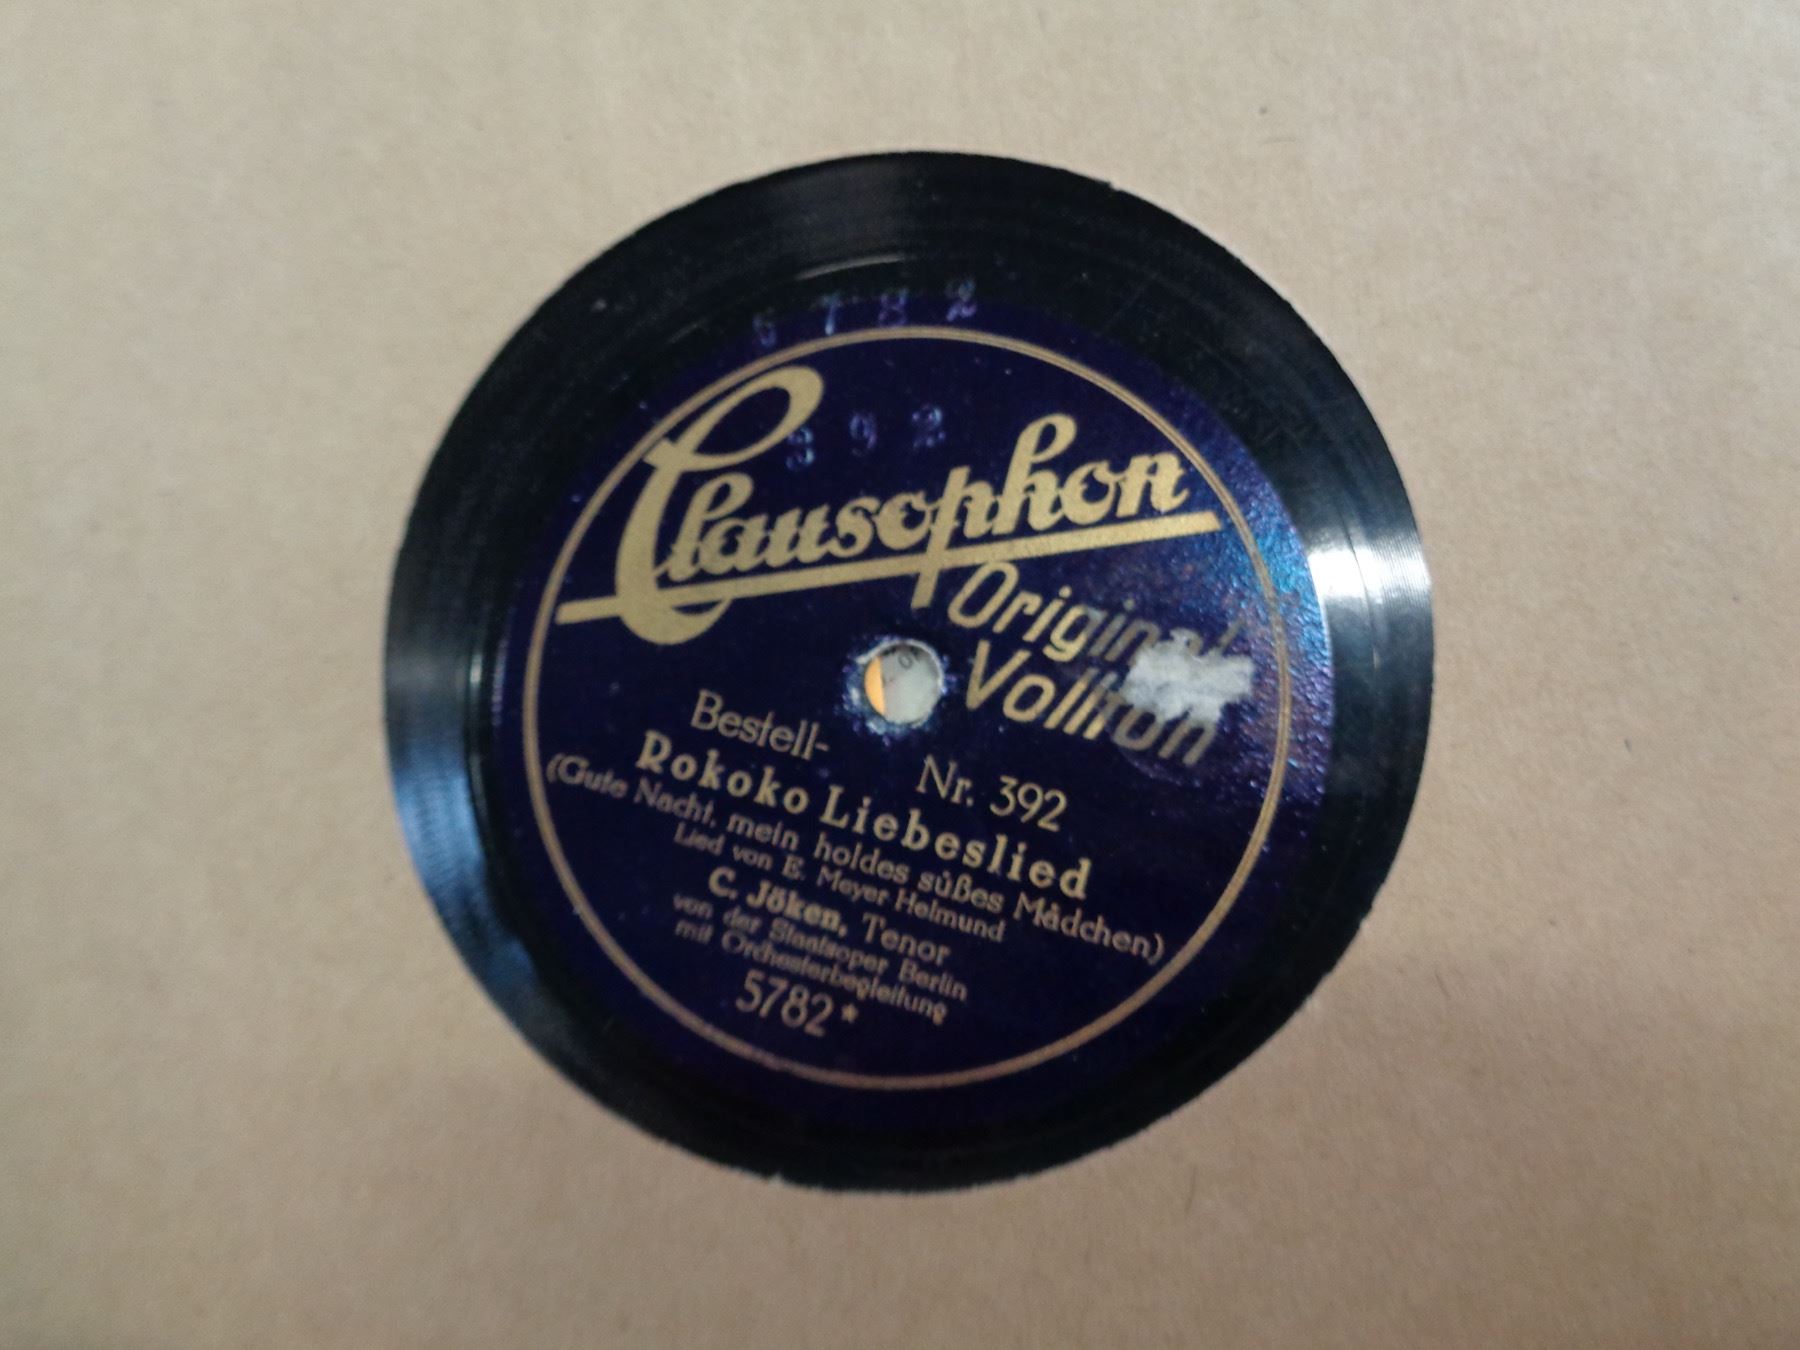 5782
392
Clausophon
Original
Vollton
Bestell- Nr. 392
Rokoko Liebeslied
(Gute Nacht, mein holdes süßes Mädchen)
Lied von E. Meyer Helmund
C. Jöken, Tenor
von der Staatsoper Berlin
mit Orchesterbegleitung
5782*